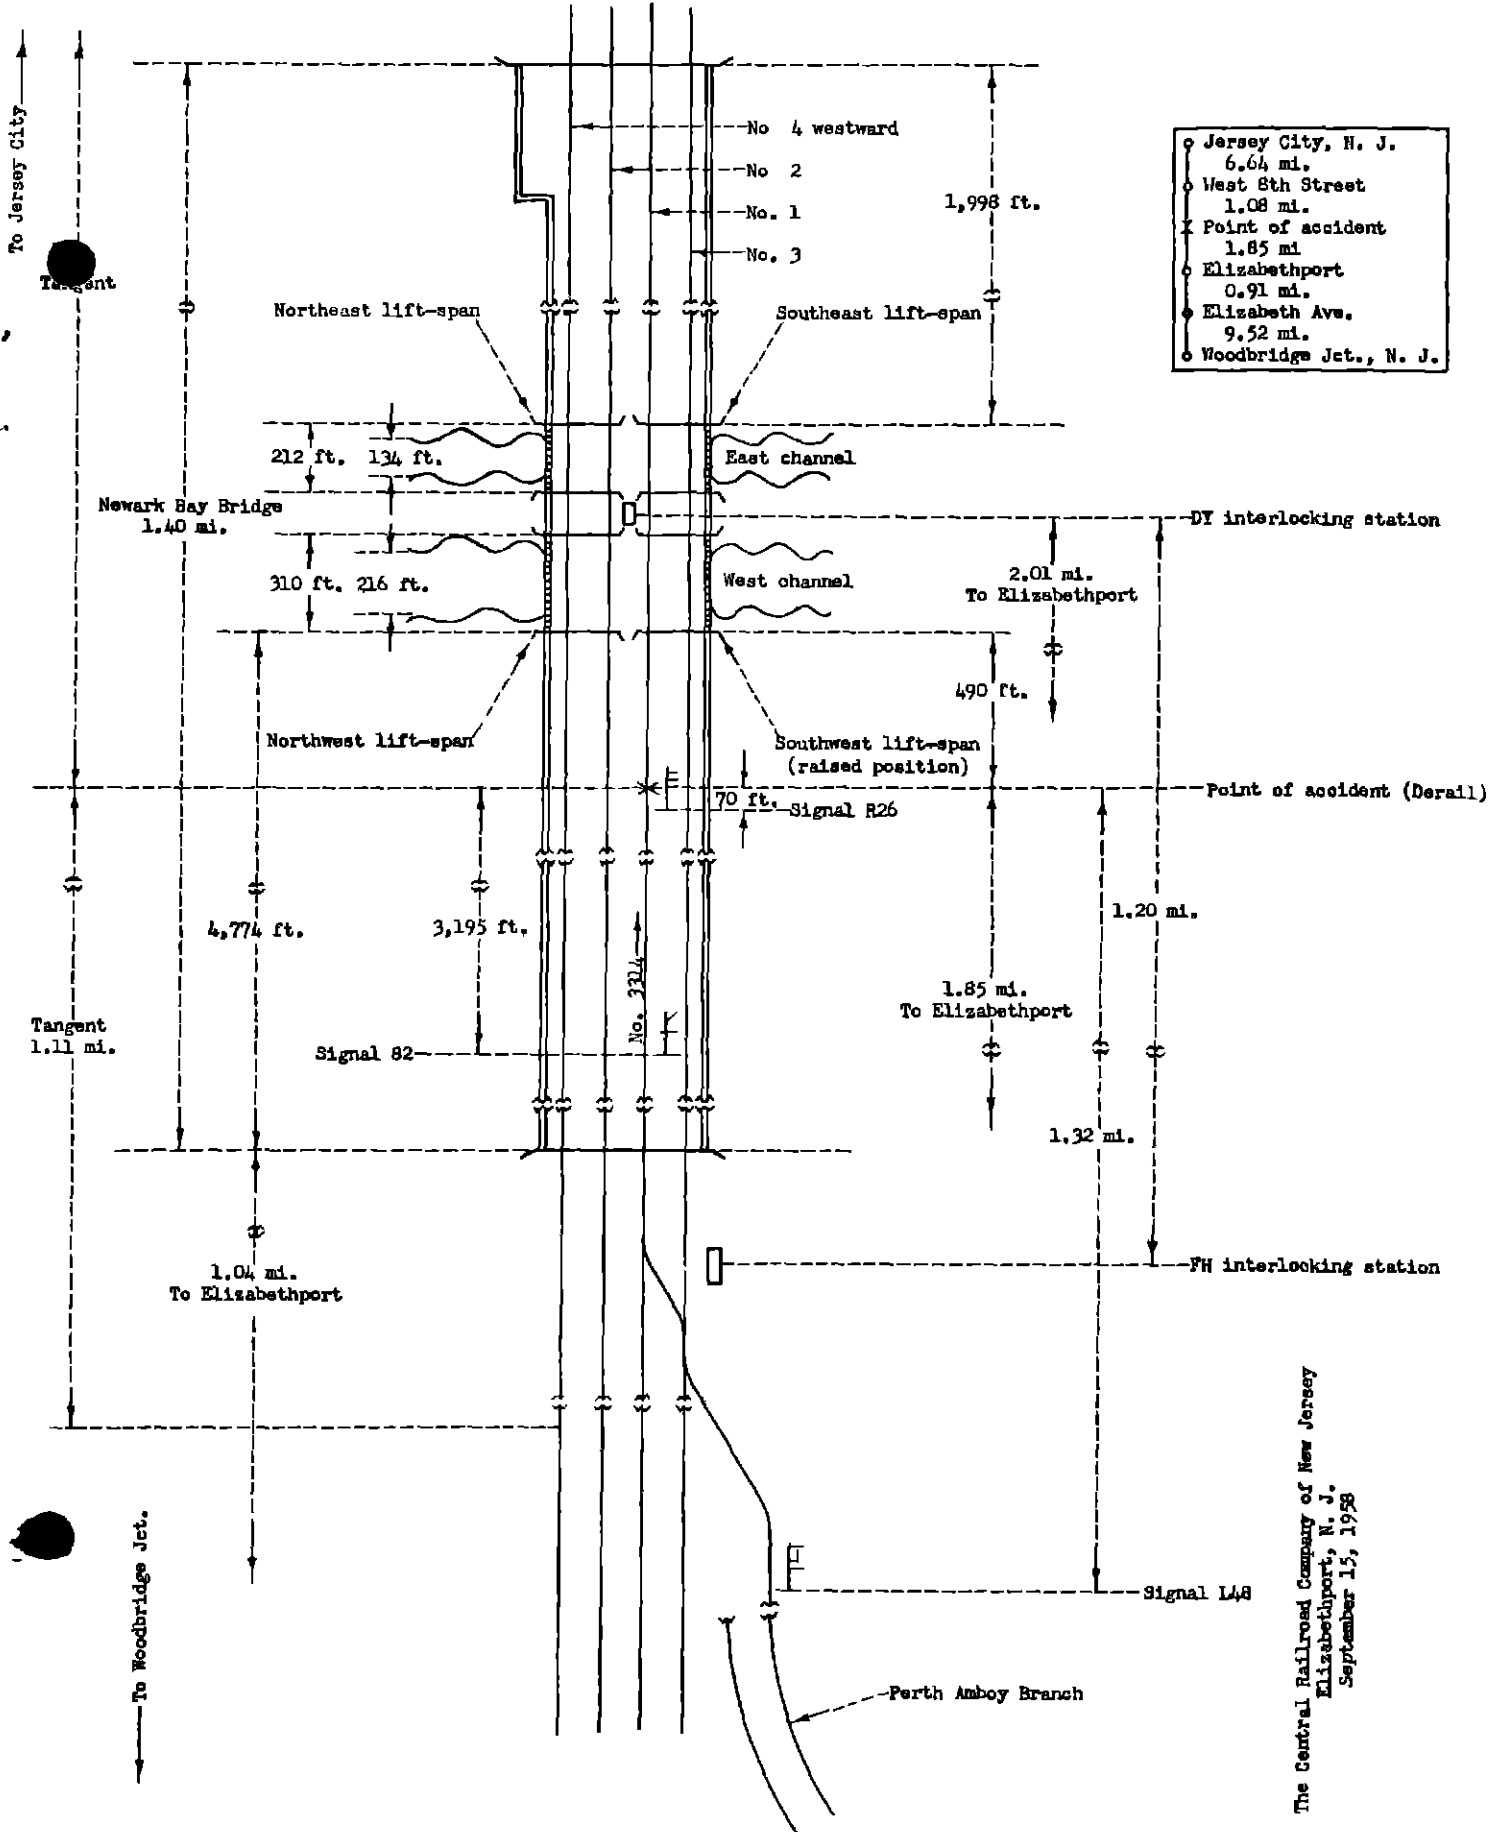 To Jersey City
Tangent
No 4 westward
No 2
No. 1
No. 3
1,998 ft.
Jersey City, N. J.
6.64 mi.
West 8th Street
1.08 mi.
Point of accident
1.85 mi
Elizabethport
0.91 mi.
Elizabeth Ave.
9.52 mi.
Woodbridge Jct., N. J.
Northeast lift-span
Southeast lift-span
212 ft.
134 ft.
East channel
Newark Bay Bridge
1.40 mi.
DY interlocking station
310 ft.
216 ft.
West channel
2.01 mi.
To Elizabethport
490 ft.
Northwest lift-span
Southwest lift-span
(raised position)
70 ft.
Signal R26
Point of accident (Derail)
4,774 ft.
3,195 ft.
No. 3314
1.20 mi.
1.85 mi.
To Elizabethport
Tangent
1.11 mi.
Signal 82
1.32 mi.
1.04 mi.
To Elizabethport
FH interlocking station
Signal L48
To Woodbridge Jct.
Perth Amboy Branch
The Central Railroad Company of New Jersey
Elizabethport, N. J.
September 15, 1958